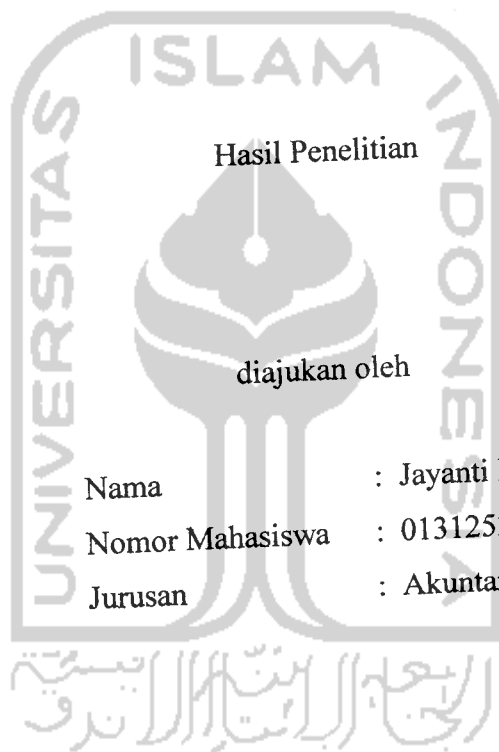 UNIVERSITAS ISLAM INDONESIA
Hasil Penelitian
diajukan oleh
Nama : Jayanti
Nomor Mahasiswa : 013125
Jurusan : Akunta